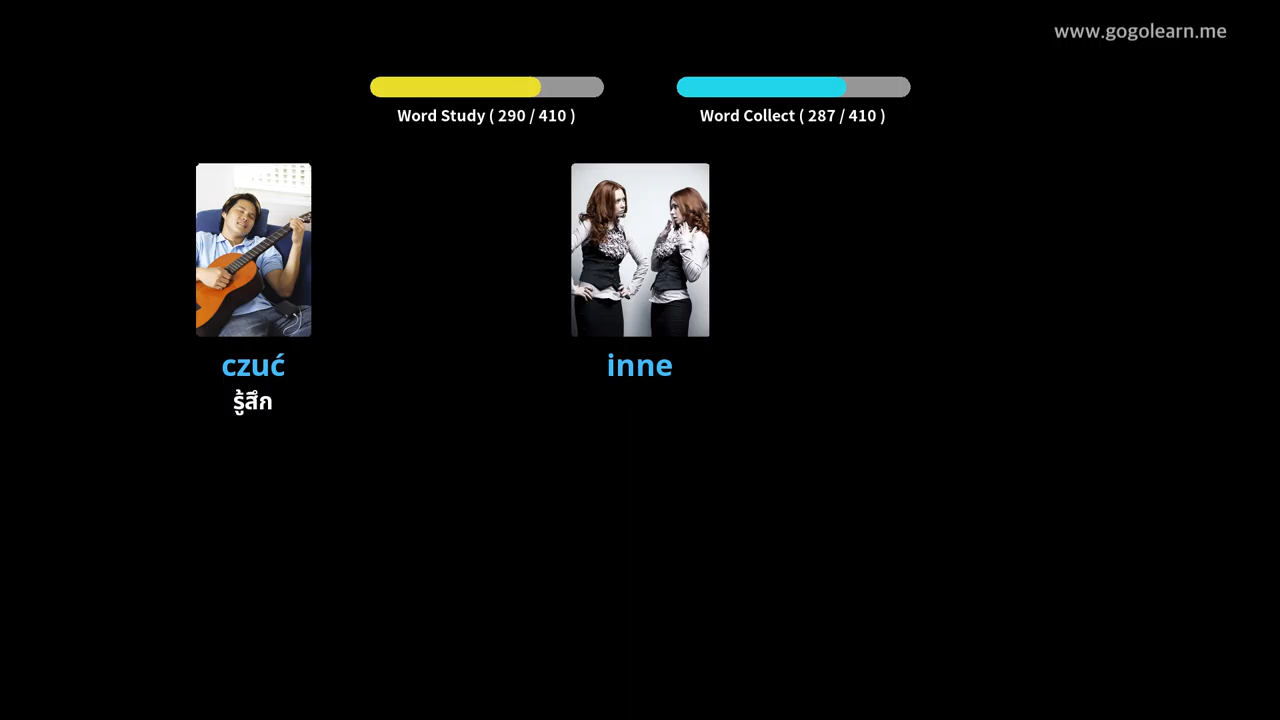 www.gogolearn.me
Word Study ( 290 / 410 )
Word Collect ( 287 / 410 )
czuć
inne
รู้สึก